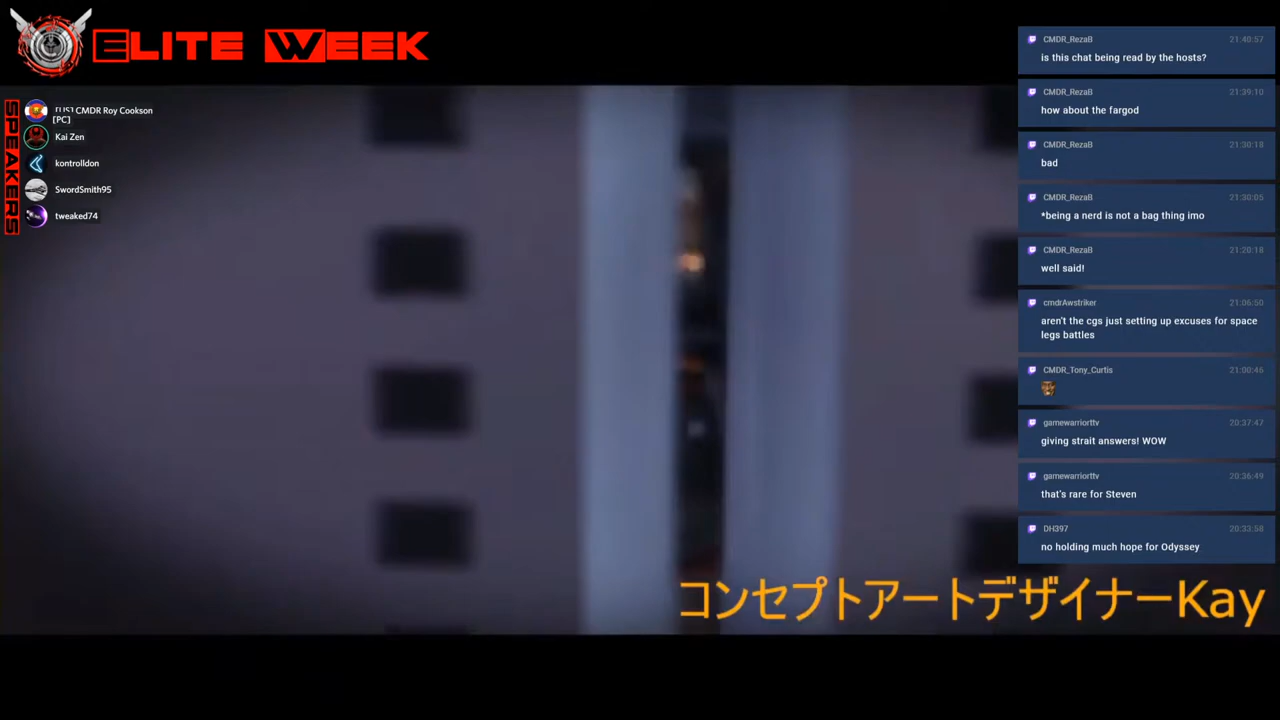 ELITE WEEK
SPEAKERS
[US] CMDR Roy Cookson
[PC]
Kai Zen
kontrolldon
SwordSmith95
tweaked74
CMDR_RezaB 21:40:57
is this chat being read by the hosts?
CMDR_RezaB 21:39:10
how about the fargod
CMDR_RezaB 21:30:18
bad
CMDR_RezaB 21:30:05
*being a nerd is not a bag thing imo
CMDR_RezaB 21:20:18
well said!
cmdrAwstriker 21:06:50
aren't the cgs just setting up excuses for space
legs battles
CMDR_Tony_Curtis 21:00:46
gamewarriorttv 20:37:47
giving strait answers! WOW
gamewarriorttv 20:36:49
that's rare for Steven
DH397 20:33:58
no holding much hope for Odyssey
コンセプトアートデザイナーKay